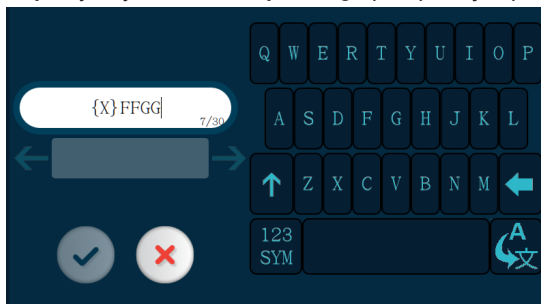 Q W E R T Y U I O P
{X}FFGG
7/30
A S D F G H J K L
Z X C V B N M
123
SYM
A
文